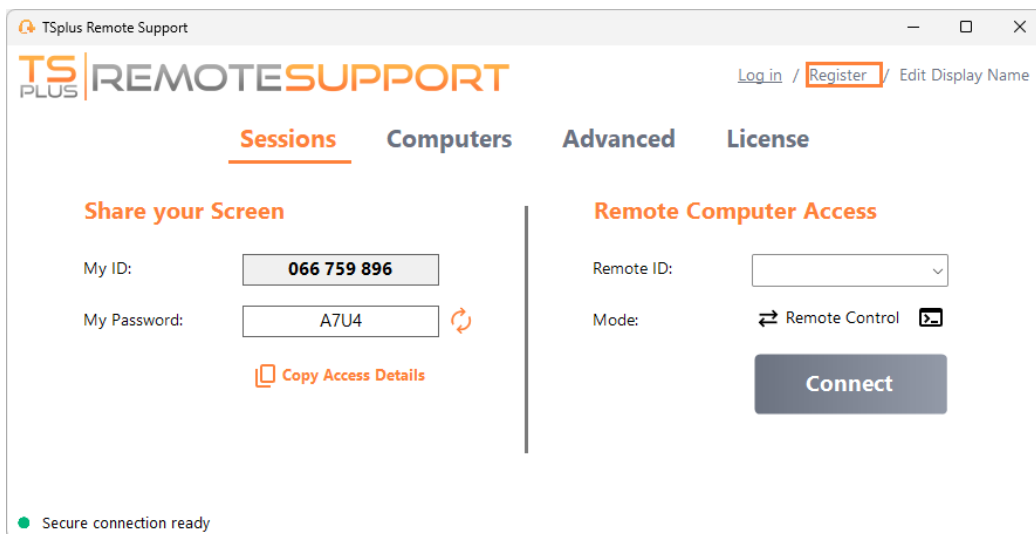 TSplus Remote Support
TS PLUS REMOTESUPPORT
Log in / Register / Edit Display Name
Sessions Computers Advanced License
Share your Screen
My ID: 066 759 896
My Password: A7U4
Copy Access Details
Remote Computer Access
Remote ID:
Mode: Remote Control
Connect
Secure connection ready